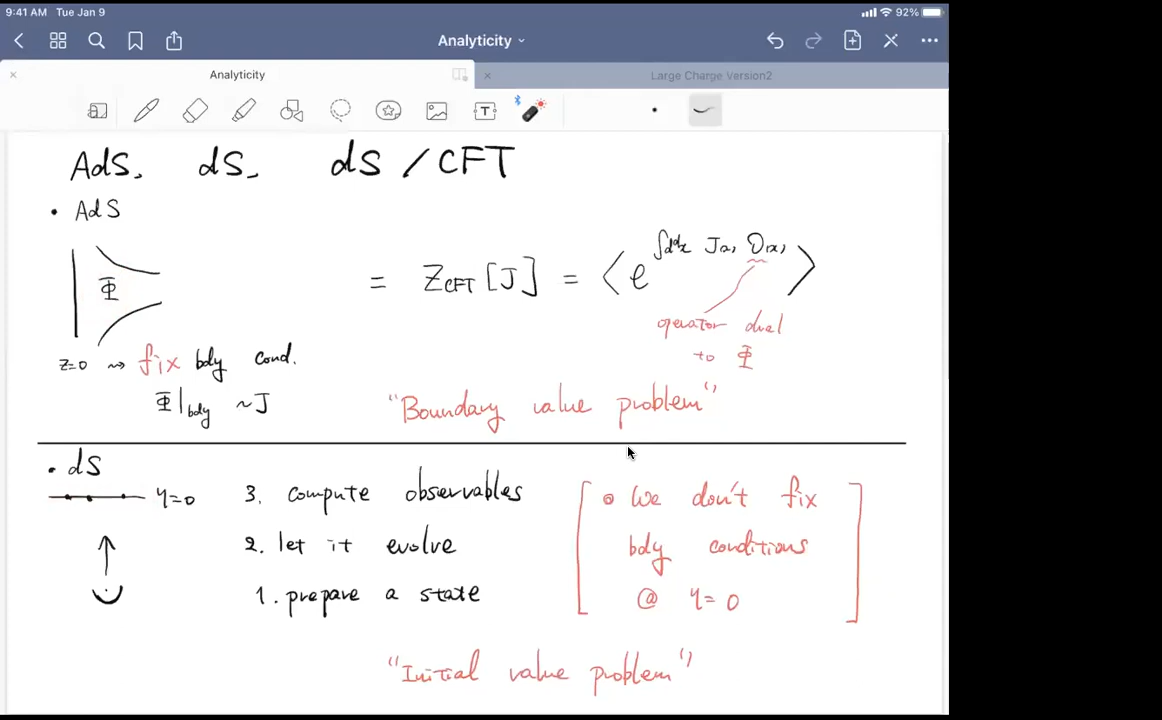 9:41 AM Tue Jan 9
92%
Analyticity
Analyticity
Large Charge Version2
AdS, dS, dS / CFT
• AdS
Φ
= Z_CFT [J] = ⟨ e^{∫d^dx J(x) O(x)} ⟩
operator dual
to Φ
z=0 ⇝ fix bdy cond.
Φ|bdy ~ J
"Boundary value problem"
• dS
η=0
3. compute observables
2. let it evolve
1. prepare a state
We don't fix
bdy conditions
@ η=0
"Initial value problem"